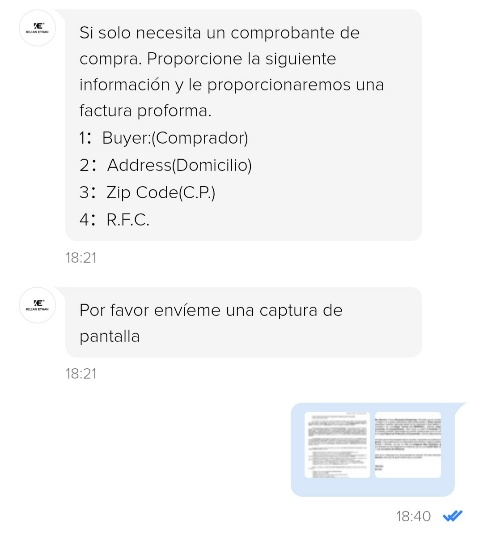 Si solo necesita un comprobante de
compra. Proporcione la siguiente
información y le proporcionaremos una
factura proforma.
1： Buyer:(Comprador)
2： Address(Domicilio)
3： Zip Code(C.P.)
4： R.F.C.
18:21
Por favor envíeme una captura de
pantalla
18:21
18:40